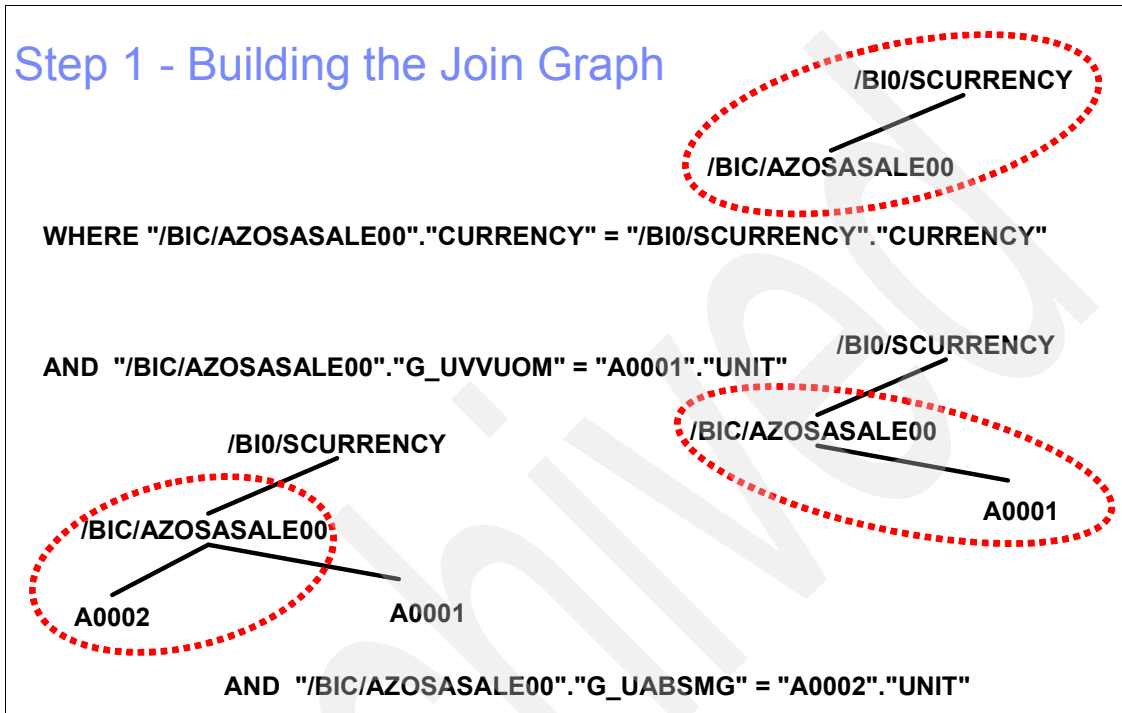 Step 1 - Building the Join Graph
/BI0/SCURRENCY
/BIC/AZOSASALE00
WHERE "/BIC/AZOSASALE00"."CURRENCY" = "/BI0/SCURRENCY"."CURRENCY"
/BI0/SCURRENCY
AND "/BIC/AZOSASALE00"."G_UVVUOM" = "A0001"."UNIT"
/BIC/AZOSASALE00
A0001
/BI0/SCURRENCY
/BIC/AZOSASALE00
A0002
A0001
AND "/BIC/AZOSASALE00"."G_UABSMG" = "A0002"."UNIT"
hived